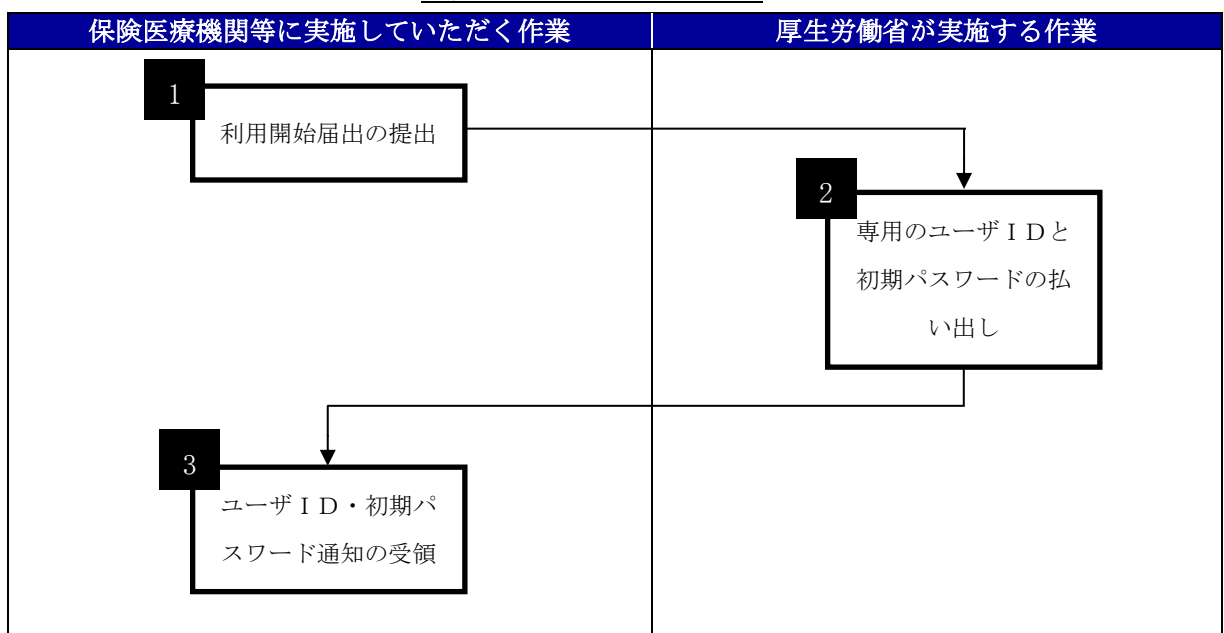 保険医療機関等に実施していただく作業
厚生労働省が実施する作業
1
利用開始届出の提出
2
専用のユーザＩＤと
初期パスワードの払
い出し
3
ユーザＩＤ・初期パ
スワード通知の受領